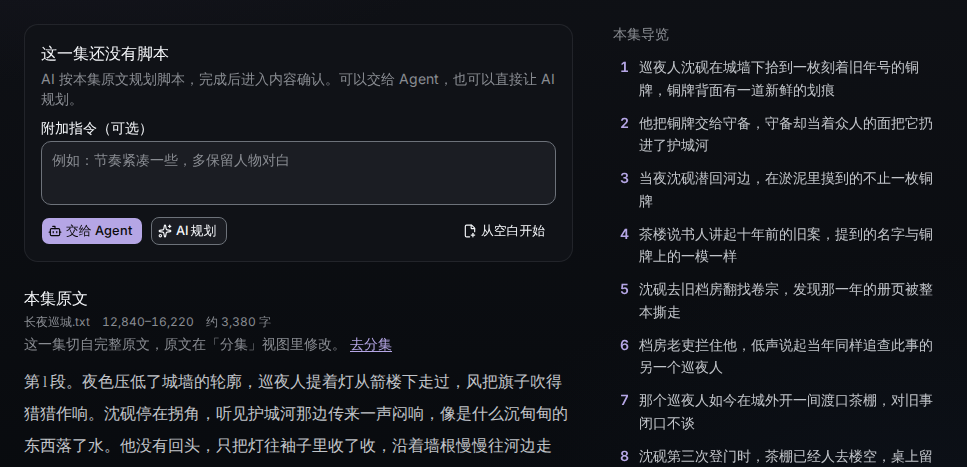 这一集还没有脚本
AI 按本集原文规划脚本，完成后进入内容确认。可以交给 Agent，也可以直接让 AI
规划。
附加指令（可选）
例如：节奏紧凑一些，多保留人物对白
交给 Agent
AI 规划
从空白开始
本集原文
长夜巡城.txt 12,840–16,220 约 3,380 字
这一集切自完整原文，原文在「分集」视图里修改。 去分集
第 1 段。夜色压低了城墙的轮廓，巡夜人提着灯从箭楼下走过，风把旗子吹得
猎猎作响。沈砚停在拐角，听见护城河那边传来一声闷响，像是什么沉甸甸的
东西落了水。他没有回头，只把灯往袖子里收了收，沿着墙根慢慢往河边走
本集导览
1 巡夜人沈砚在城墙下拾到一枚刻着旧年号的铜
牌，铜牌背面有一道新鲜的划痕
2 他把铜牌交给守备，守备却当着众人的面把它扔
进了护城河
3 当夜沈砚潜回河边，在淤泥里摸到的不止一枚铜
牌
4 茶楼说书人讲起十年前的旧案，提到的名字与铜
牌上的一模一样
5 沈砚去旧档房翻找卷宗，发现那一年的册页被整
本撕走
6 档房老吏拦住他，低声说起当年同样追查此事的
另一个巡夜人
7 那个巡夜人如今在城外开一间渡口茶棚，对旧事
闭口不谈
8 沈砚第三次登门时，茶棚已经人去楼空，桌上留